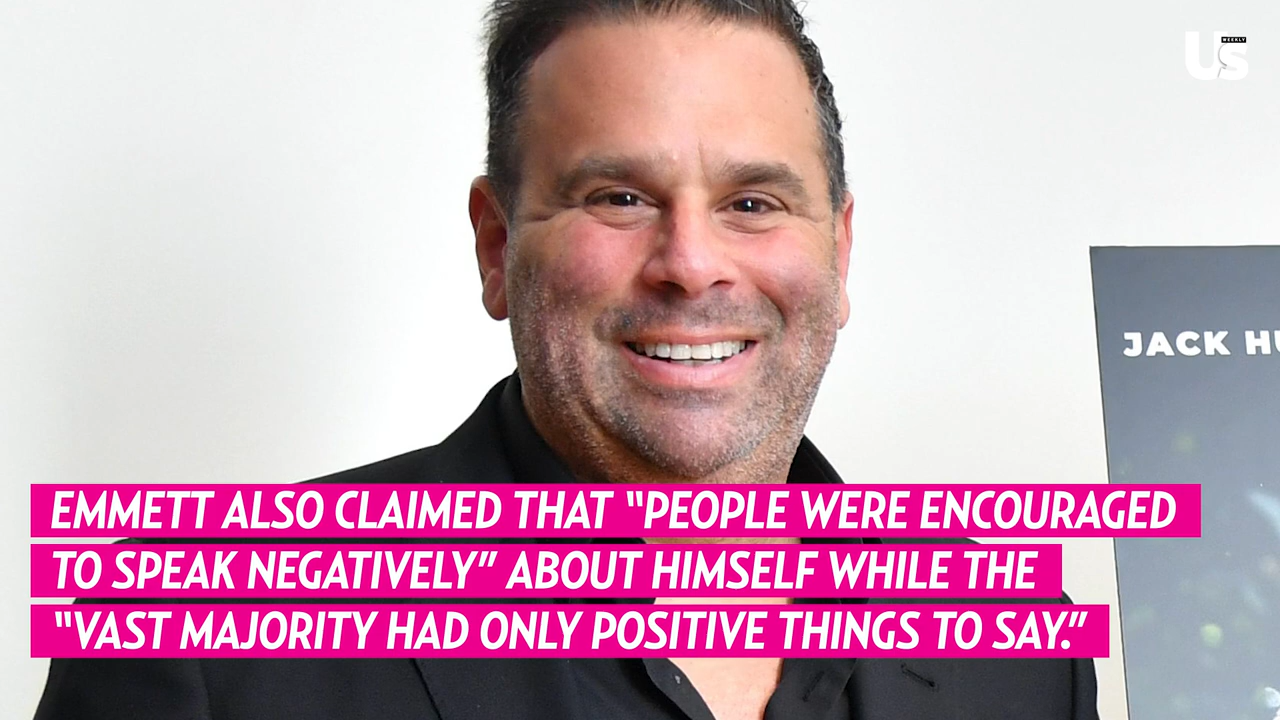 Us
WEEKLY
JACK
EMMETT ALSO CLAIMED THAT “PEOPLE WERE ENCOURAGED
TO SPEAK NEGATIVELY” ABOUT HIMSELF WHILE THE
“VAST MAJORITY HAD ONLY POSITIVE THINGS TO SAY.”